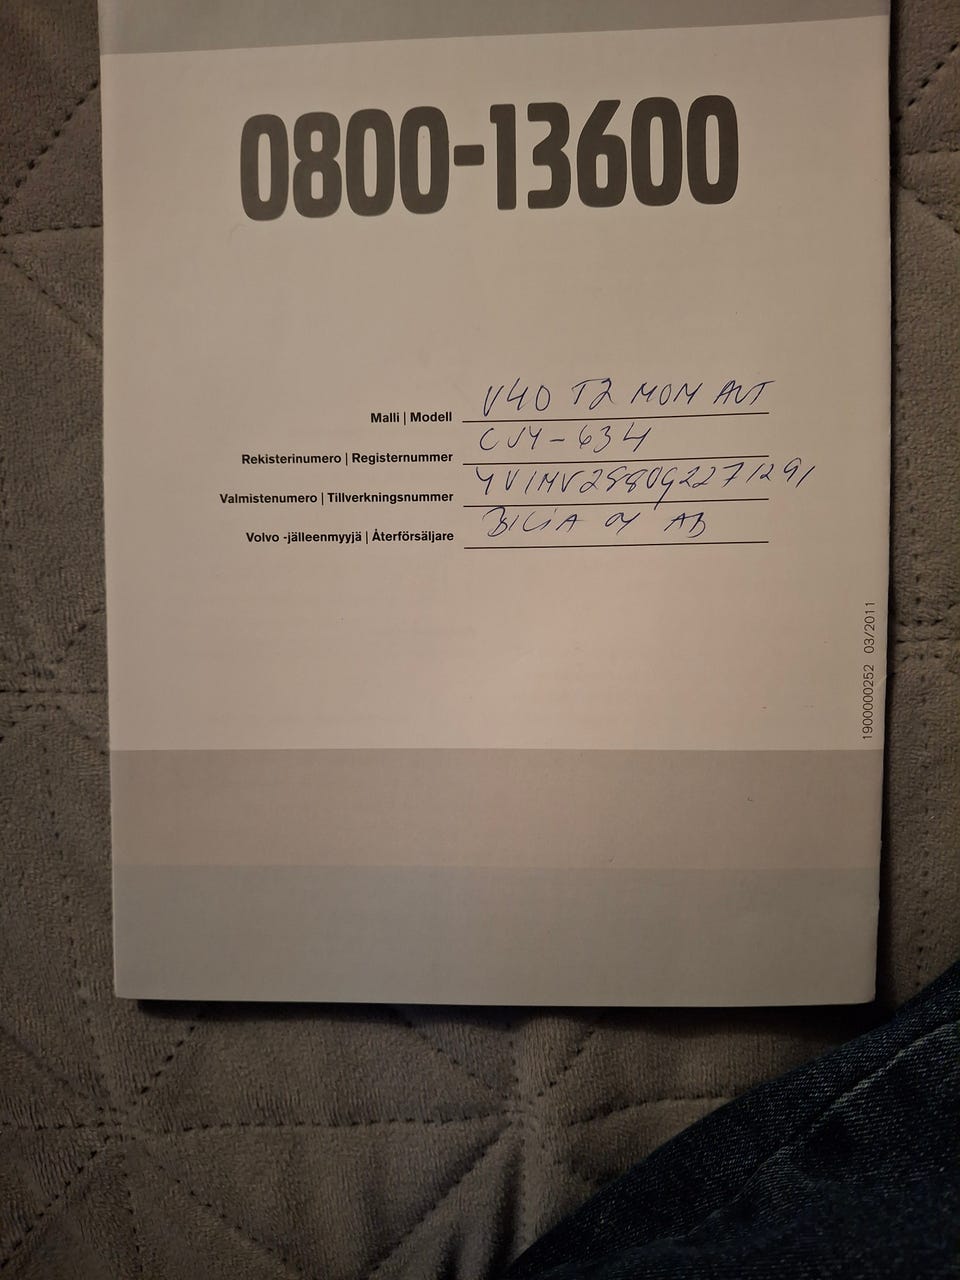 0800-13600
Malli | Modell V40 T2 MOM AUT
Rekisterinumero | Registernummer CJY-634
Valmistenumero | Tillverkningsnummer YV1MV2880G2271291
Volvo -jälleenmyyjä | Återförsäljare BILIA OY AB
1900000252 03/2011